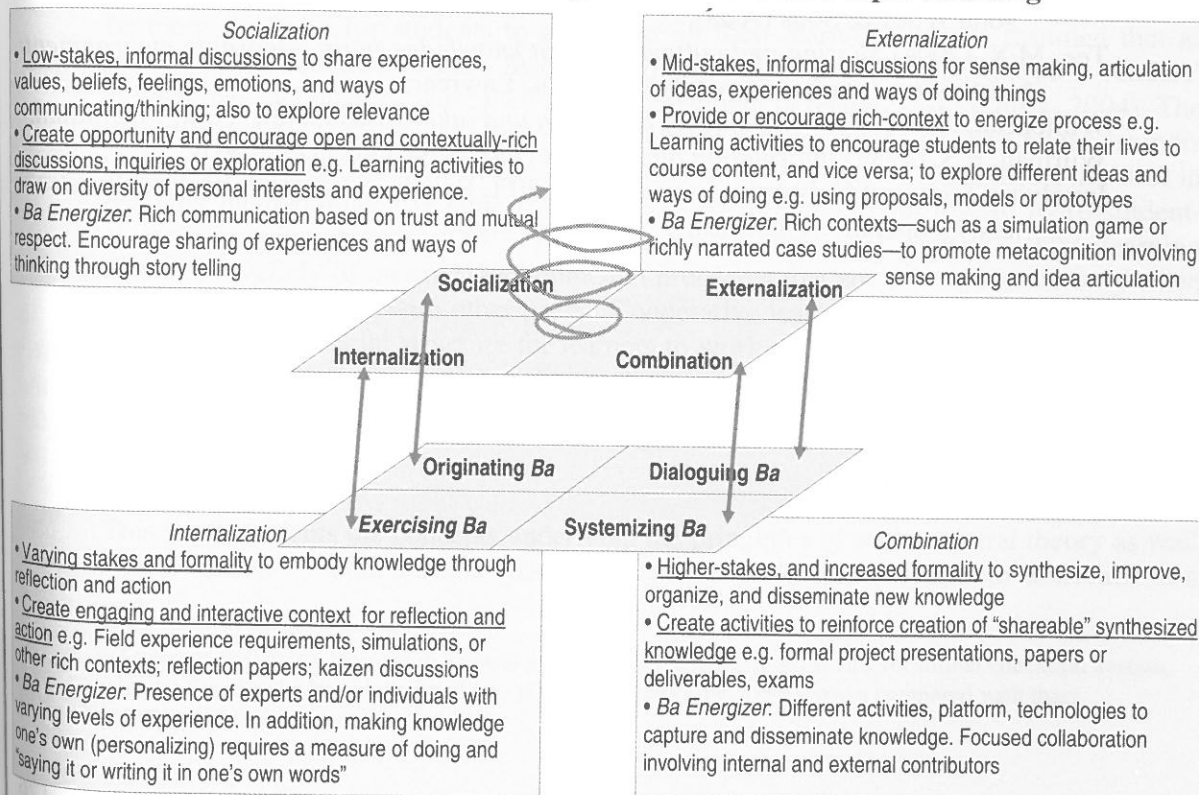 Socialization
• Low-stakes, informal discussions to share experiences,
values, beliefs, feelings, emotions, and ways of
communicating/thinking; also to explore relevance
• Create opportunity and encourage open and contextually-rich
discussions, inquiries or exploration e.g. Learning activities to
draw on diversity of personal interests and experience.
• Ba Energizer: Rich communication based on trust and mutual
respect. Encourage sharing of experiences and ways of
thinking through story telling
Externalization
• Mid-stakes, informal discussions for sense making, articulation
of ideas, experiences and ways of doing things
• Provide or encourage rich-context to energize process e.g.
Learning activities to encourage students to relate their lives to
course content, and vice versa; to explore different ideas and
ways of doing e.g. using proposals, models or prototypes
• Ba Energizer: Rich contexts—such as a simulation game or
richly narrated case studies—to promote metacognition involving
sense making and idea articulation
Socialization
Externalization
Internalization
Combination
Originating Ba
Dialoguing Ba
Exercising Ba
Systemizing Ba
Internalization
• Varying stakes and formality to embody knowledge through
reflection and action
• Create engaging and interactive context for reflection and
action e.g. Field experience requirements, simulations, or
other rich contexts; reflection papers; kaizen discussions
• Ba Energizer: Presence of experts and/or individuals with
varying levels of experience. In addition, making knowledge
one's own (personalizing) requires a measure of doing and
"saying it or writing it in one's own words"
Combination
• Higher-stakes, and increased formality to synthesize, improve,
organize, and disseminate new knowledge
• Create activities to reinforce creation of "shareable" synthesized
knowledge e.g. formal project presentations, papers or
deliverables, exams
• Ba Energizer: Different activities, platform, technologies to
capture and disseminate knowledge. Focused collaboration
involving internal and external contributors